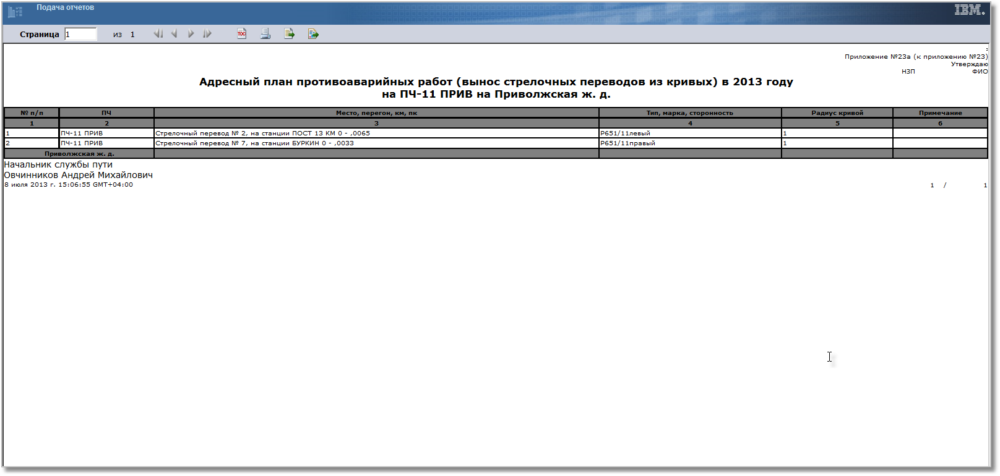 Подача отчетов
IBM.
Страница 1 из 1
TOC
:
Приложение №23а (к приложению №23)
Утверждаю
НЗП ФИО
Адресный план противоаварийных работ (вынос стрелочных переводов из кривых) в 2013 году
на ПЧ-11 ПРИВ на Приволжская ж. д.
№ п/п ПЧ Место, перегон, км, пк Тип, марка, сторонность Радиус кривой Примечание
1 2 3 4 5 6
1 ПЧ-11 ПРИВ Стрелочный перевод № 2, на станции ПОСТ 13 КМ 0 - ,0065 Р651/11левый 1
2 ПЧ-11 ПРИВ Стрелочный перевод № 7, на станции БУРКИН 0 - ,0033 Р651/11правый 1
Приволжская ж. д.
Начальник службы пути
Овчинников Андрей Михайлович
8 июля 2013 г. 15:06:55 GMT+04:00 1 / 1